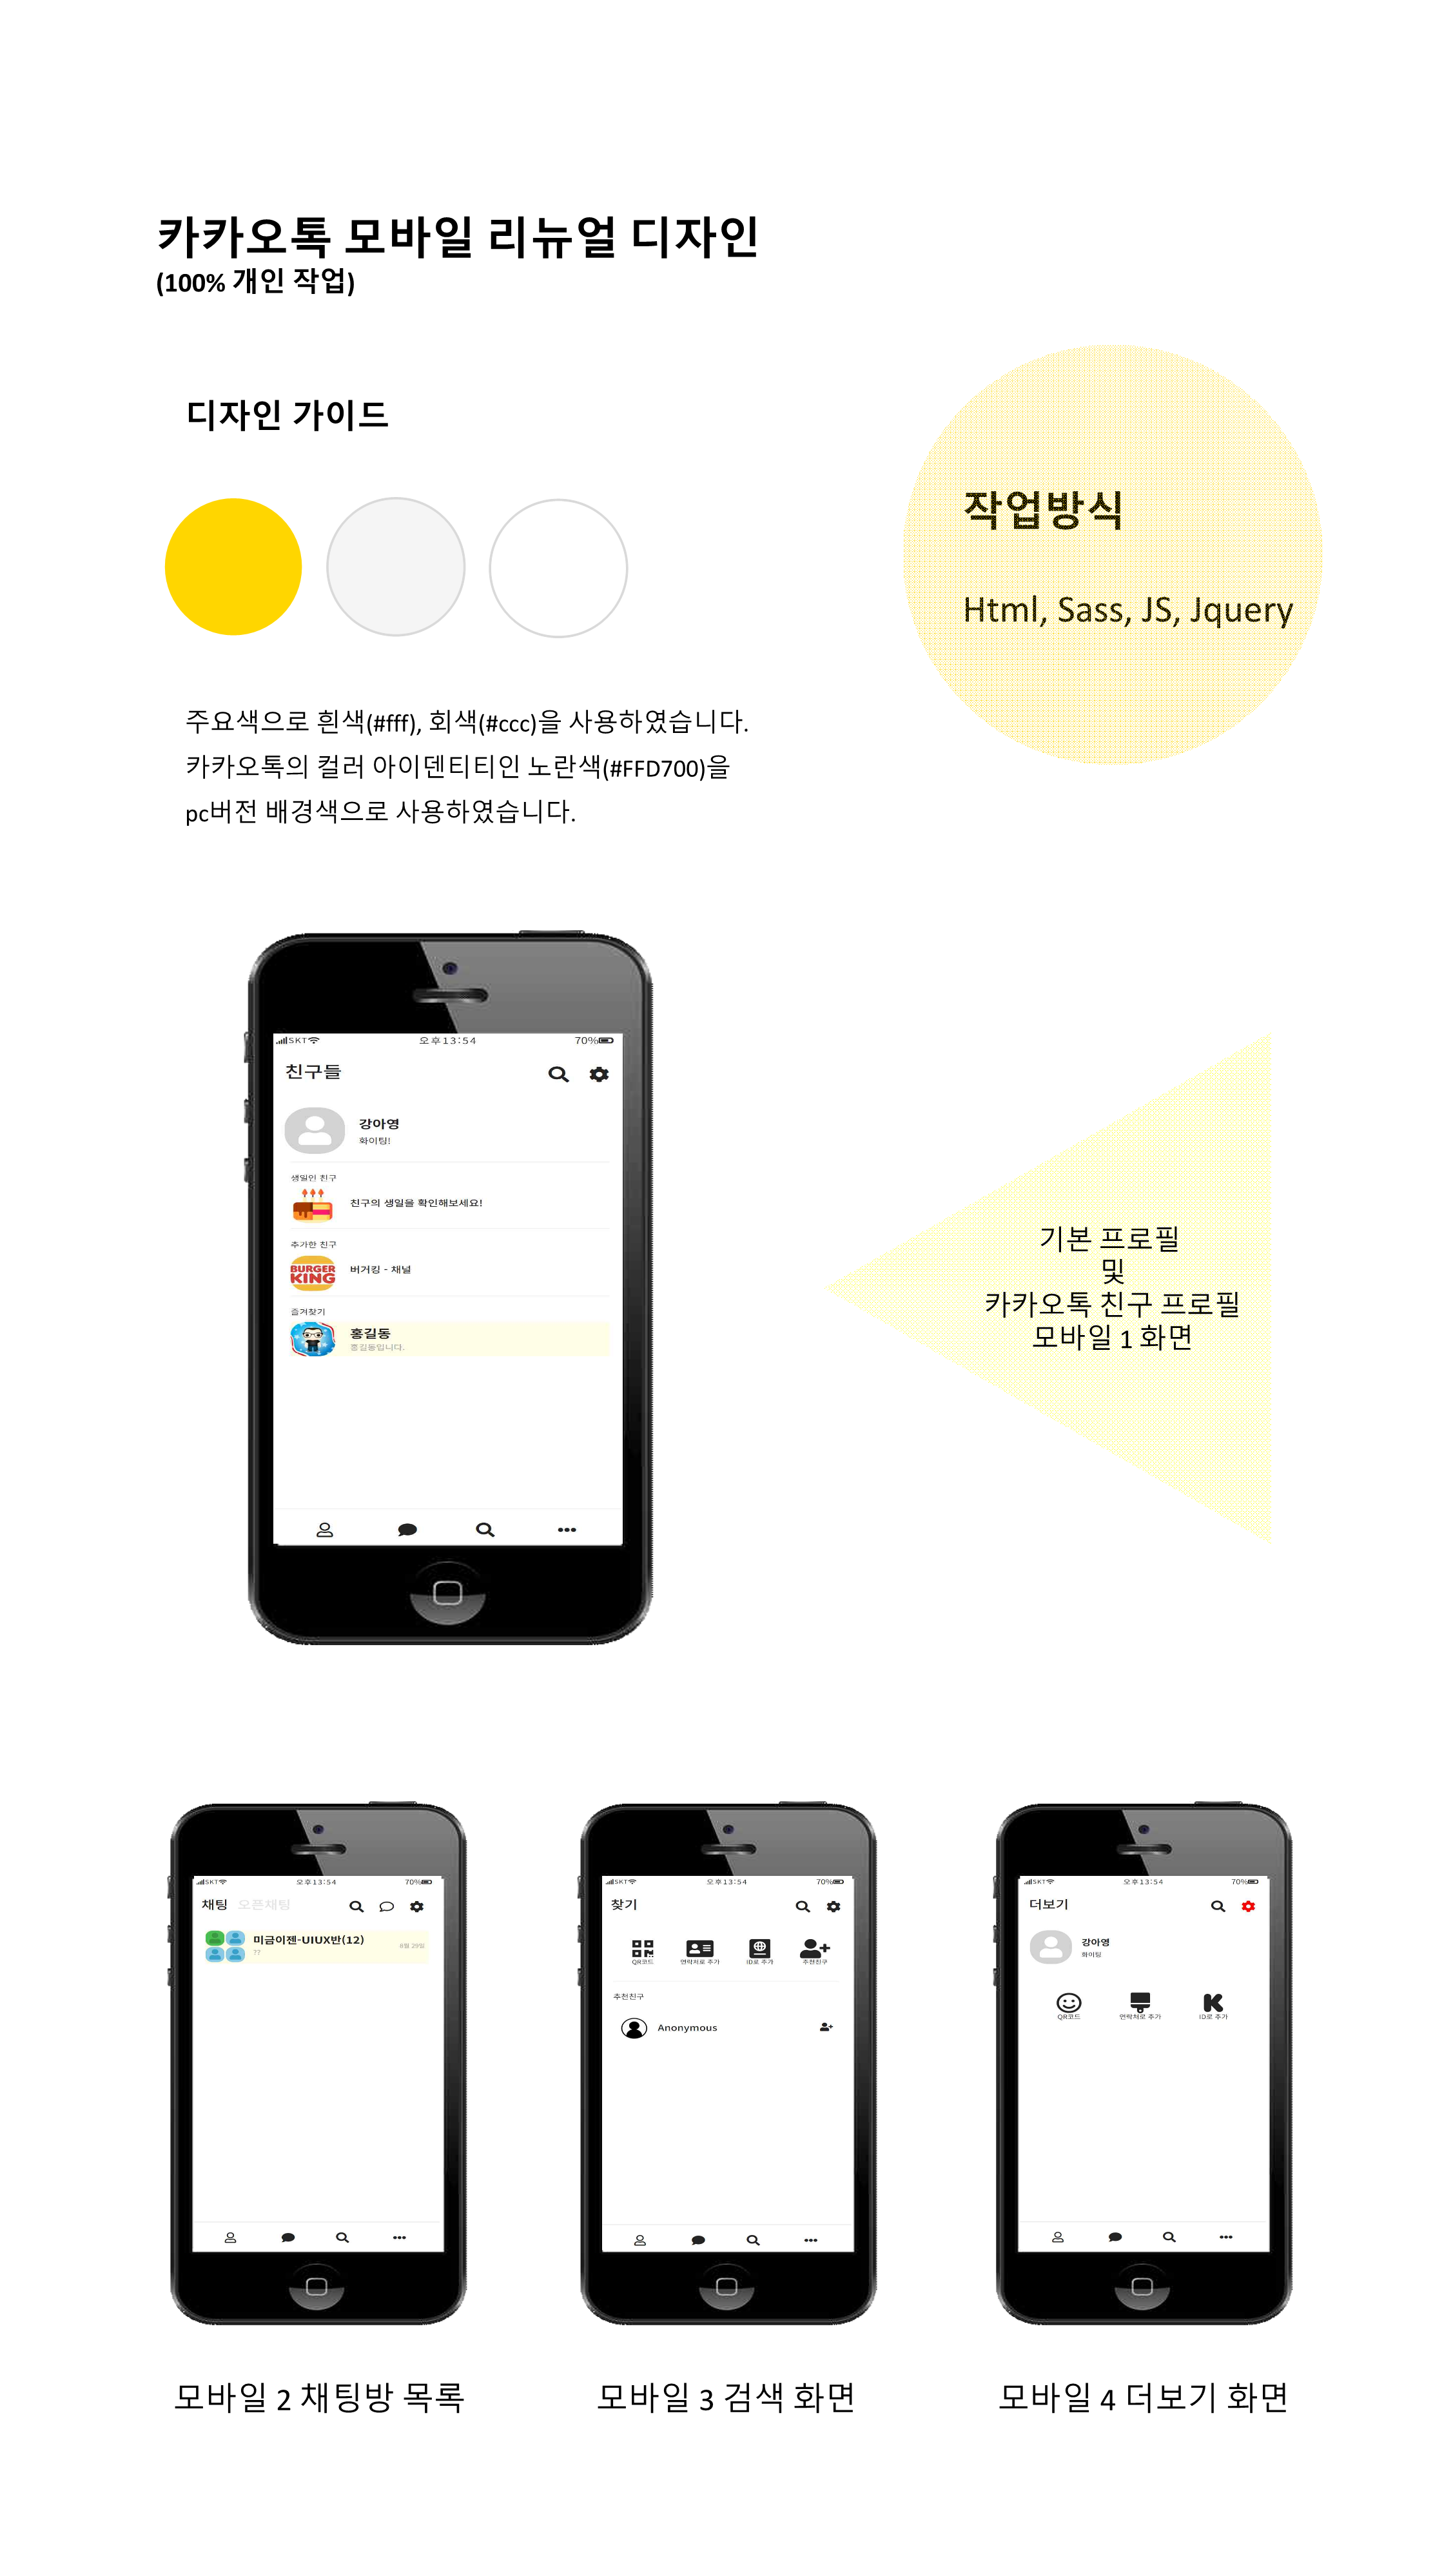 카카오톡 모바일 리뉴얼 디자인
(100% 개인 작업)
디자인 가이드
작업방식
Html, Sass, JS, Jquery
주요색으로 흰색(#fff), 회색(#ccc)을 사용하였습니다.
카카오톡의 컬러 아이덴티티인 노란색(#FFD700)을
pc버전 배경색으로 사용하였습니다.
SKT 오후13:54 70%
친구들
강아영
화이팅!
생일인 친구
친구의 생일을 확인해보세요!
추가한 친구
BURGER
KING
버거킹 - 채널
즐겨찾기
홍길동
홍길동입니다.
기본 프로필
및
카카오톡 친구 프로필
모바일 1 화면
SKT 오후13:54 70%
채팅 오픈채팅
미금이젠-UIUX반(12)
??
8월 29일
모바일 2 채팅방 목록
SKT 오후13:54 70%
찾기
QR코드 연락처로 추가 ID로 추가 추천친구
추천친구
Anonymous
모바일 3 검색 화면
SKT 오후13:54 70%
더보기
강아영
화이팅
QR코드 연락처로 추가 ID로 추가
모바일 4 더보기 화면